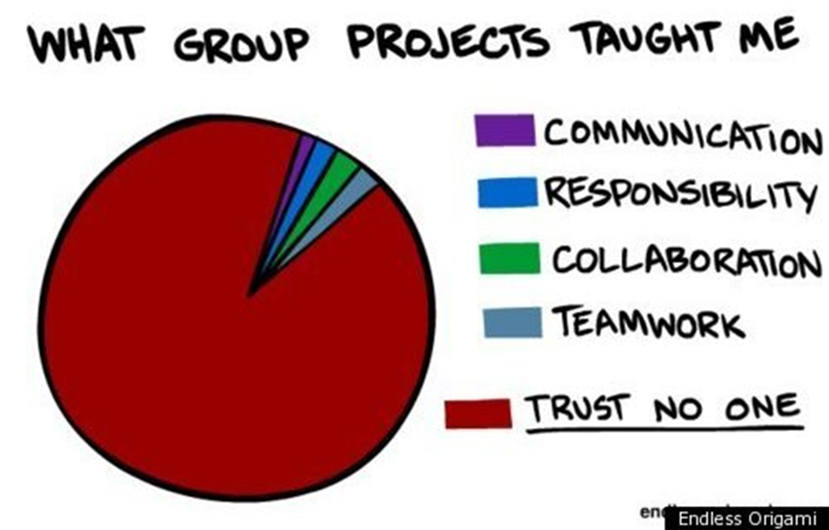 WHAT GROUP PROJECTS TAUGHT ME
COMMUNICATION
RESPONSIBILITY
COLLABORATION
TEAMWORK
TRUST NO ONE
Endless Origami